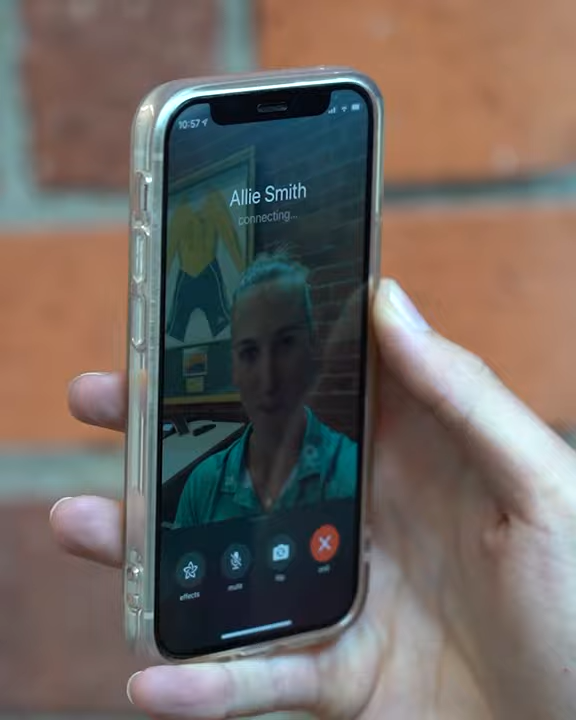 10:57
Allie Smith
connecting...
effects
mute
flip
end